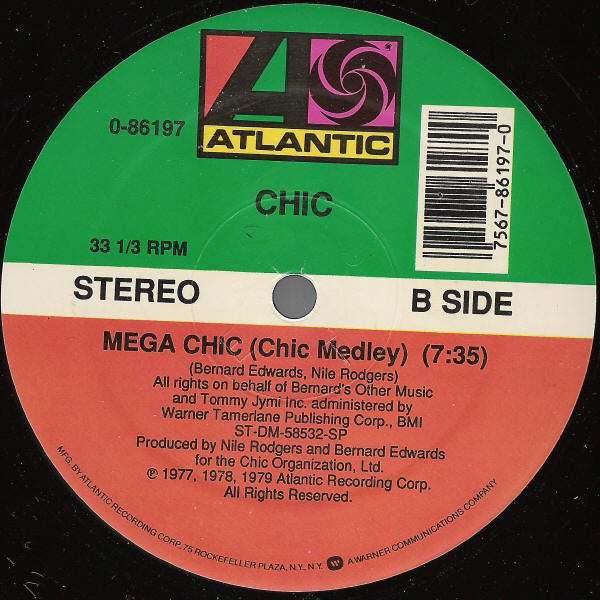 ATLANTIC
0-86197
CHIC
7567-86197-0
33 1/3 RPM
STEREO
B SIDE
MEGA CHIC (Chic Medley) (7:35)
(Bernard Edwards, Nile Rodgers)
All rights on behalf of Bernard's Other Music
and Tommy Jymi Inc. administered by
Warner Tamerlane Publishing Corp., BMI
ST-DM-58532-SP
Produced by Nile Rodgers and Bernard Edwards
for the Chic Organization, Ltd.
℗ 1977, 1978, 1979 Atlantic Recording Corp.
All Rights Reserved.
MFG. BY ATLANTIC RECORDING CORP. 75 ROCKEFELLER PLAZA, N.Y., N.Y. A WARNER COMMUNICATIONS COMPANY